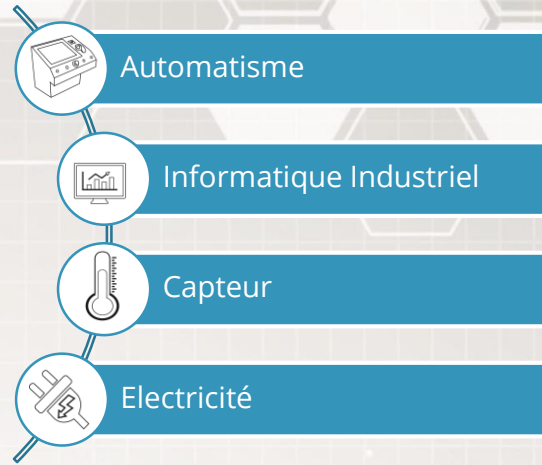 Automatisme
Informatique Industriel
Capteur
Electricité